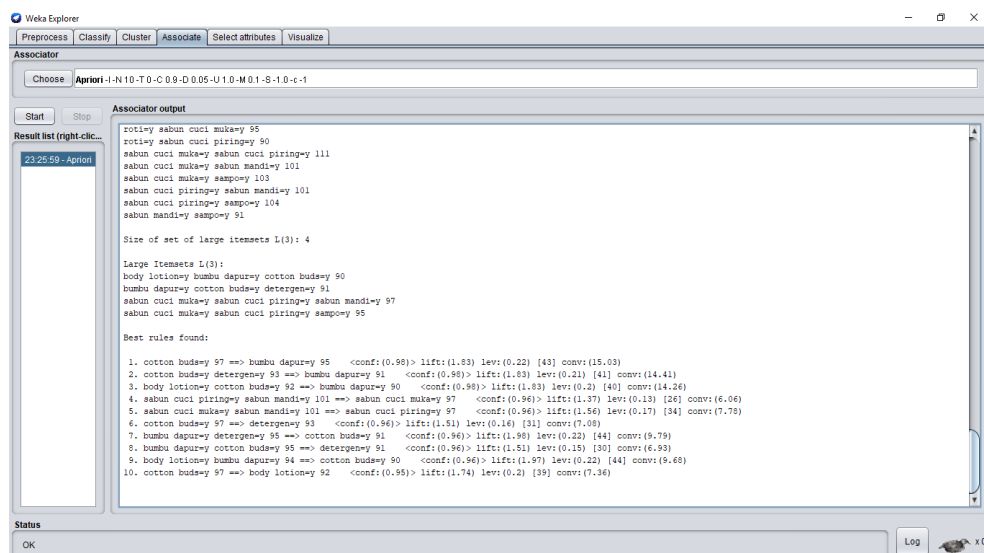 Weka Explorer
Preprocess Classify Cluster Associate Select attributes Visualize
Associator
Choose Apriori -I -N 10 -T 0 -C 0.9 -D 0.05 -U 1.0 -M 0.1 -S -1.0 -c -1
Start Stop
Associator output
Result list (right-clic...
23:25:59 - Apriori
roti=y sabun cuci muka=y 95
roti=y sabun cuci piring=y 90
sabun cuci muka=y sabun cuci piring=y 111
sabun cuci muka=y sabun mandi=y 101
sabun cuci muka=y sampo=y 103
sabun cuci piring=y sabun mandi=y 101
sabun cuci piring=y sampo=y 104
sabun mandi=y sampo=y 91
Size of set of large itemsets L(3): 4
Large Itemsets L(3):
body lotion=y bumbu dapur=y cotton buds=y 90
bumbu dapur=y cotton buds=y detergen=y 91
sabun cuci muka=y sabun cuci piring=y sabun mandi=y 97
sabun cuci muka=y sabun cuci piring=y sampo=y 95
Best rules found:
1. cotton buds=y 97 ==> bumbu dapur=y 95 <conf:(0.98)> lift:(1.83) lev:(0.22) [43] conv:(15.03)
2. cotton buds=y detergen=y 93 ==> bumbu dapur=y 91 <conf:(0.98)> lift:(1.83) lev:(0.21) [41] conv:(14.41)
3. body lotion=y cotton buds=y 92 ==> bumbu dapur=y 90 <conf:(0.98)> lift:(1.83) lev:(0.2) [40] conv:(14.26)
4. sabun cuci piring=y sabun mandi=y 101 ==> sabun cuci muka=y 97 <conf:(0.96)> lift:(1.37) lev:(0.13) [26] conv:(6.06)
5. sabun cuci muka=y sabun mandi=y 101 ==> sabun cuci piring=y 97 <conf:(0.96)> lift:(1.56) lev:(0.17) [34] conv:(7.78)
6. cotton buds=y 97 ==> detergen=y 93 <conf:(0.96)> lift:(1.51) lev:(0.16) [31] conv:(7.08)
7. bumbu dapur=y detergen=y 95 ==> cotton buds=y 91 <conf:(0.96)> lift:(1.98) lev:(0.22) [44] conv:(9.79)
8. bumbu dapur=y cotton buds=y 95 ==> detergen=y 91 <conf:(0.96)> lift:(1.51) lev:(0.15) [30] conv:(6.93)
9. body lotion=y bumbu dapur=y 94 ==> cotton buds=y 90 <conf:(0.96)> lift:(1.97) lev:(0.22) [44] conv:(9.68)
10. cotton buds=y 97 ==> body lotion=y 92 <conf:(0.95)> lift:(1.74) lev:(0.2) [39] conv:(7.36)
Status
OK
Log
x 0